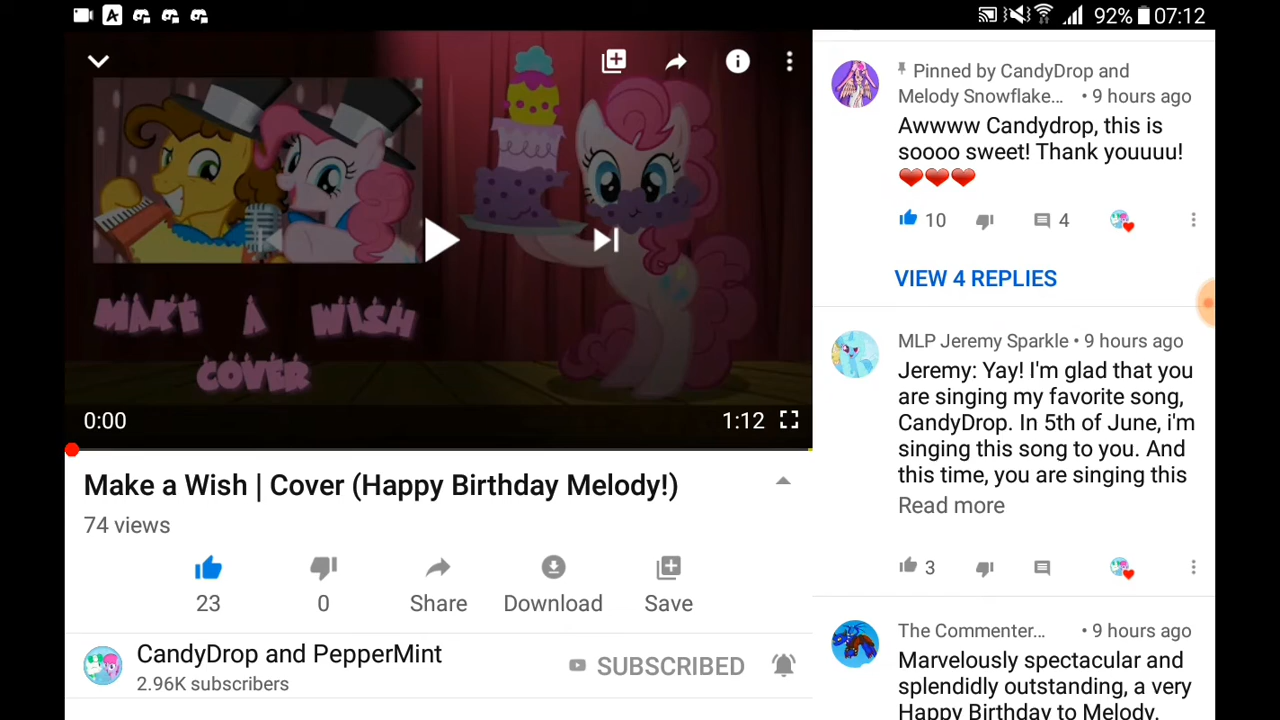 92% 07:12
MAKE A WISH
COVER
0:00
1:12
Make a Wish | Cover (Happy Birthday Melody!)
74 views
23
0
Share
Download
Save
CandyDrop and PepperMint
2.96K subscribers
SUBSCRIBED
Pinned by CandyDrop and
Melody Snowflake... • 9 hours ago
Awwww Candydrop, this is
soooo sweet! Thank youuuu!
❤❤❤
10
4
VIEW 4 REPLIES
MLP Jeremy Sparkle • 9 hours ago
Jeremy: Yay! I'm glad that you
are singing my favorite song,
CandyDrop. In 5th of June, i'm
singing this song to you. And
this time, you are singing this
Read more
3
The Commenter... • 9 hours ago
Marvelously spectacular and
splendidly outstanding, a very
Happy Birthday to Melody.